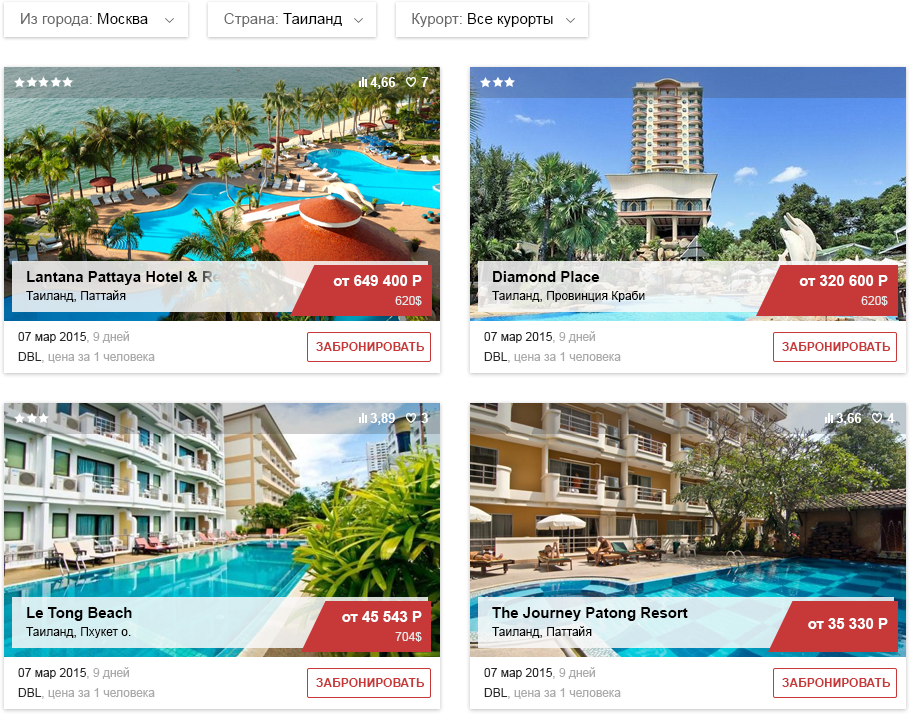 Из города: Москва
Страна: Таиланд
Курорт: Все курорты
4,66 7
Lantana Pattaya Hotel & Re
Таиланд, Паттайя
от 649 400 Р
620$
07 мар 2015, 9 дней
DBL, цена за 1 человека
ЗАБРОНИРОВАТЬ
Diamond Place
Таиланд, Провинция Краби
от 320 600 Р
620$
07 мар 2015, 9 дней
DBL, цена за 1 человека
ЗАБРОНИРОВАТЬ
3,89 3
Le Tong Beach
Таиланд, Пхукет о.
от 45 543 Р
704$
07 мар 2015, 9 дней
DBL, цена за 1 человека
ЗАБРОНИРОВАТЬ
3,66 4
The Journey Patong Resort
Таиланд, Паттайя
от 35 330 Р
07 мар 2015, 9 дней
DBL, цена за 1 человека
ЗАБРОНИРОВАТЬ